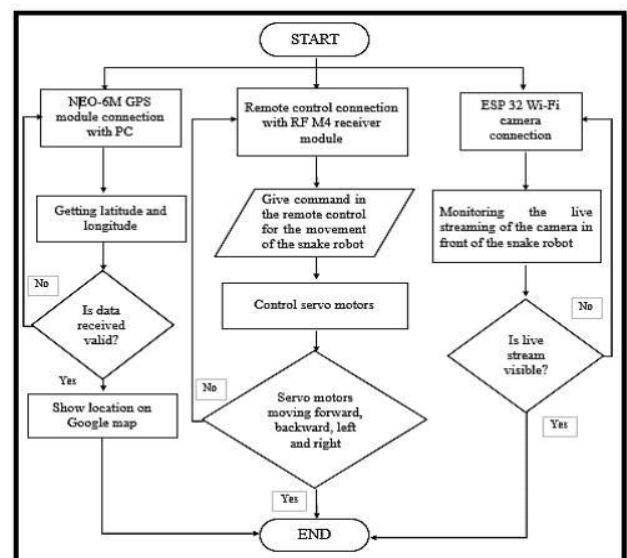 START
NEO-6M GPS
module connection
with PC
Getting latitude and
longitude
No
Is data
received
valid?
Yes
Show location on
Google map
Remote control connection
with RF M4 receiver
module
Give command in
the remote control
for the movement
of the snake robot
Control servo motors
No
Servo motors
moving forward,
backward, left
and right
Yes
ESP 32 Wi-Fi
camera
connection
Monitoring the live
streaming of the camera in
front of the snake robot
No
Is live
stream
visible?
Yes
END